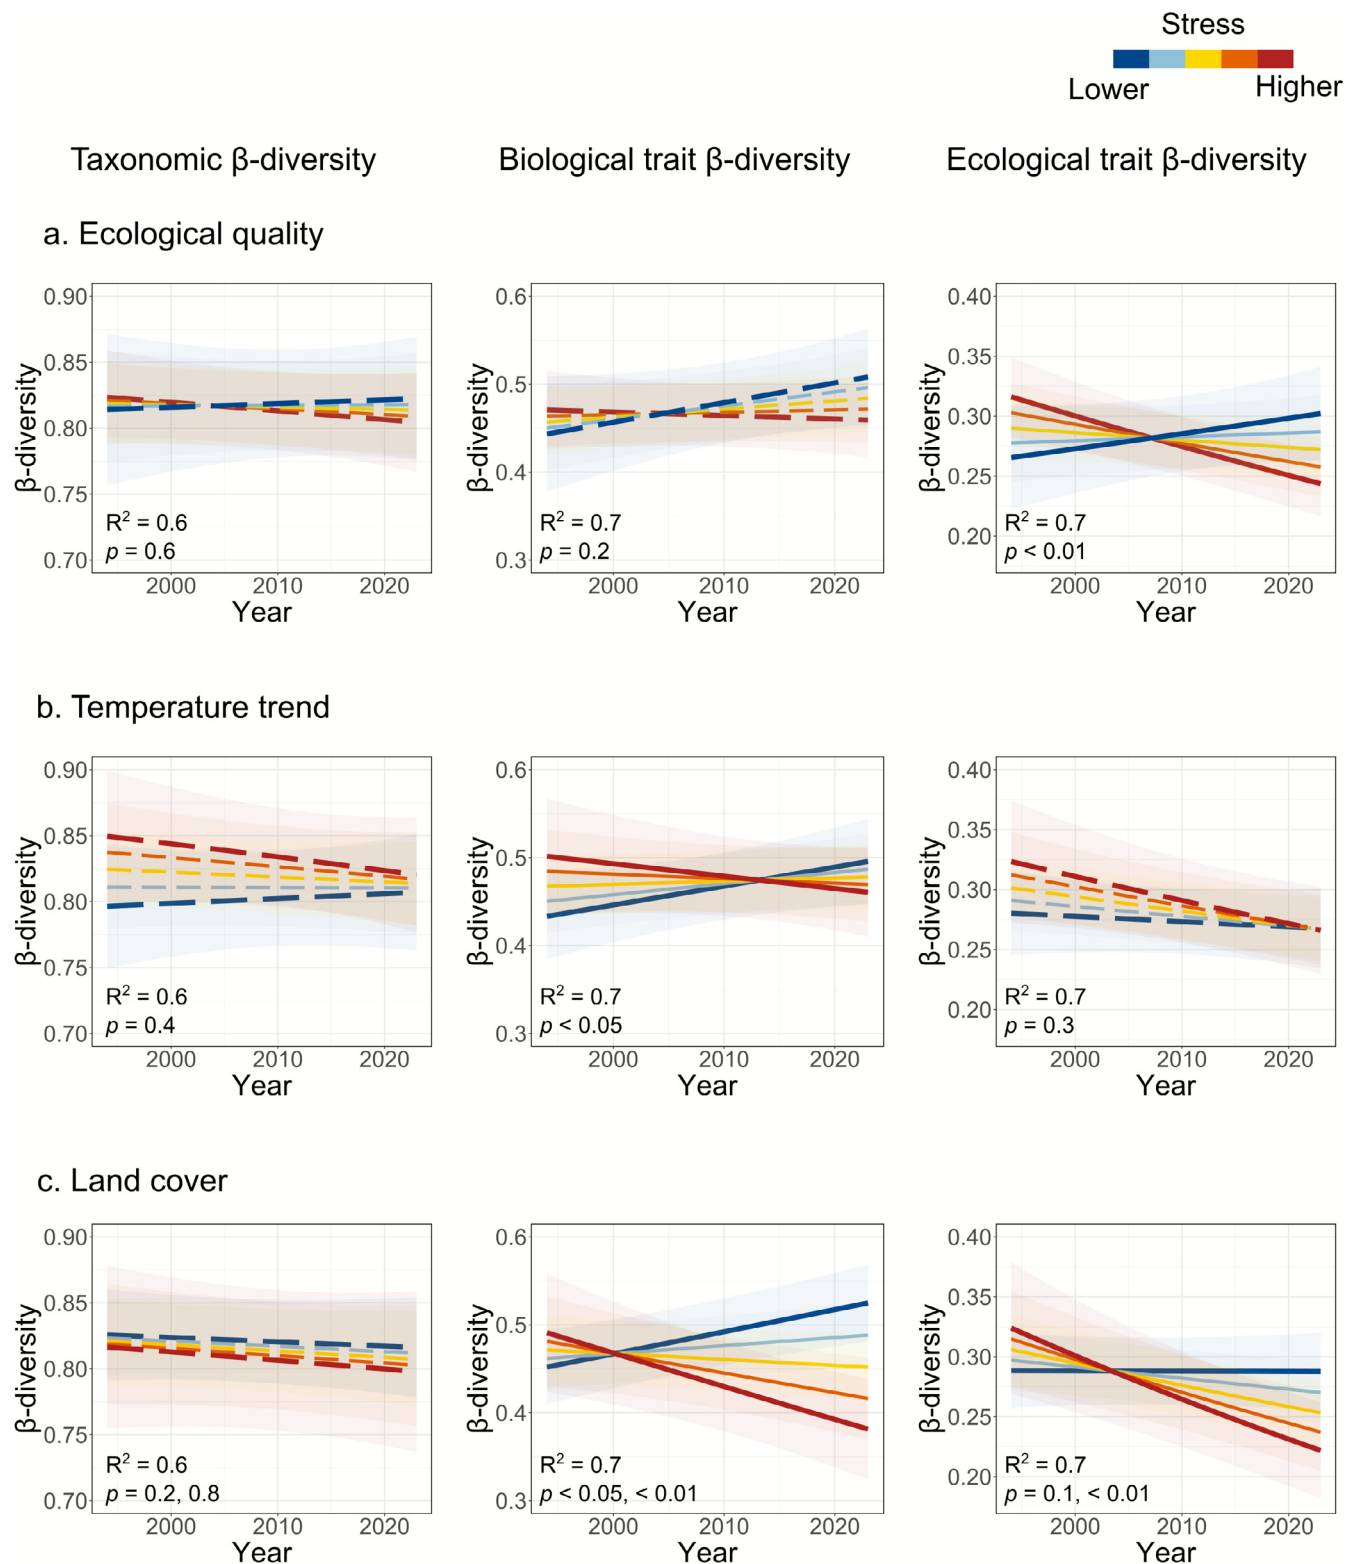 Stress
Lower Higher
Taxonomic β-diversity Biological trait β-diversity Ecological trait β-diversity
a. Ecological quality
0.90
0.85
0.80
0.75
0.70
β-diversity
R² = 0.6
p = 0.6
2000 2010 2020
Year
0.6
0.5
0.4
0.3
β-diversity
R² = 0.7
p = 0.2
2000 2010 2020
Year
0.40
0.35
0.30
0.25
0.20
β-diversity
R² = 0.7
p < 0.01
2000 2010 2020
Year
b. Temperature trend
0.90
0.85
0.80
0.75
0.70
β-diversity
R² = 0.6
p = 0.4
2000 2010 2020
Year
0.6
0.5
0.4
0.3
β-diversity
R² = 0.7
p < 0.05
2000 2010 2020
Year
0.40
0.35
0.30
0.25
0.20
β-diversity
R² = 0.7
p = 0.3
2000 2010 2020
Year
c. Land cover
0.90
0.85
0.80
0.75
0.70
β-diversity
R² = 0.6
p = 0.2, 0.8
2000 2010 2020
Year
0.6
0.5
0.4
0.3
β-diversity
R² = 0.7
p < 0.05, < 0.01
2000 2010 2020
Year
0.40
0.35
0.30
0.25
0.20
β-diversity
R² = 0.7
p = 0.1, < 0.01
2000 2010 2020
Year